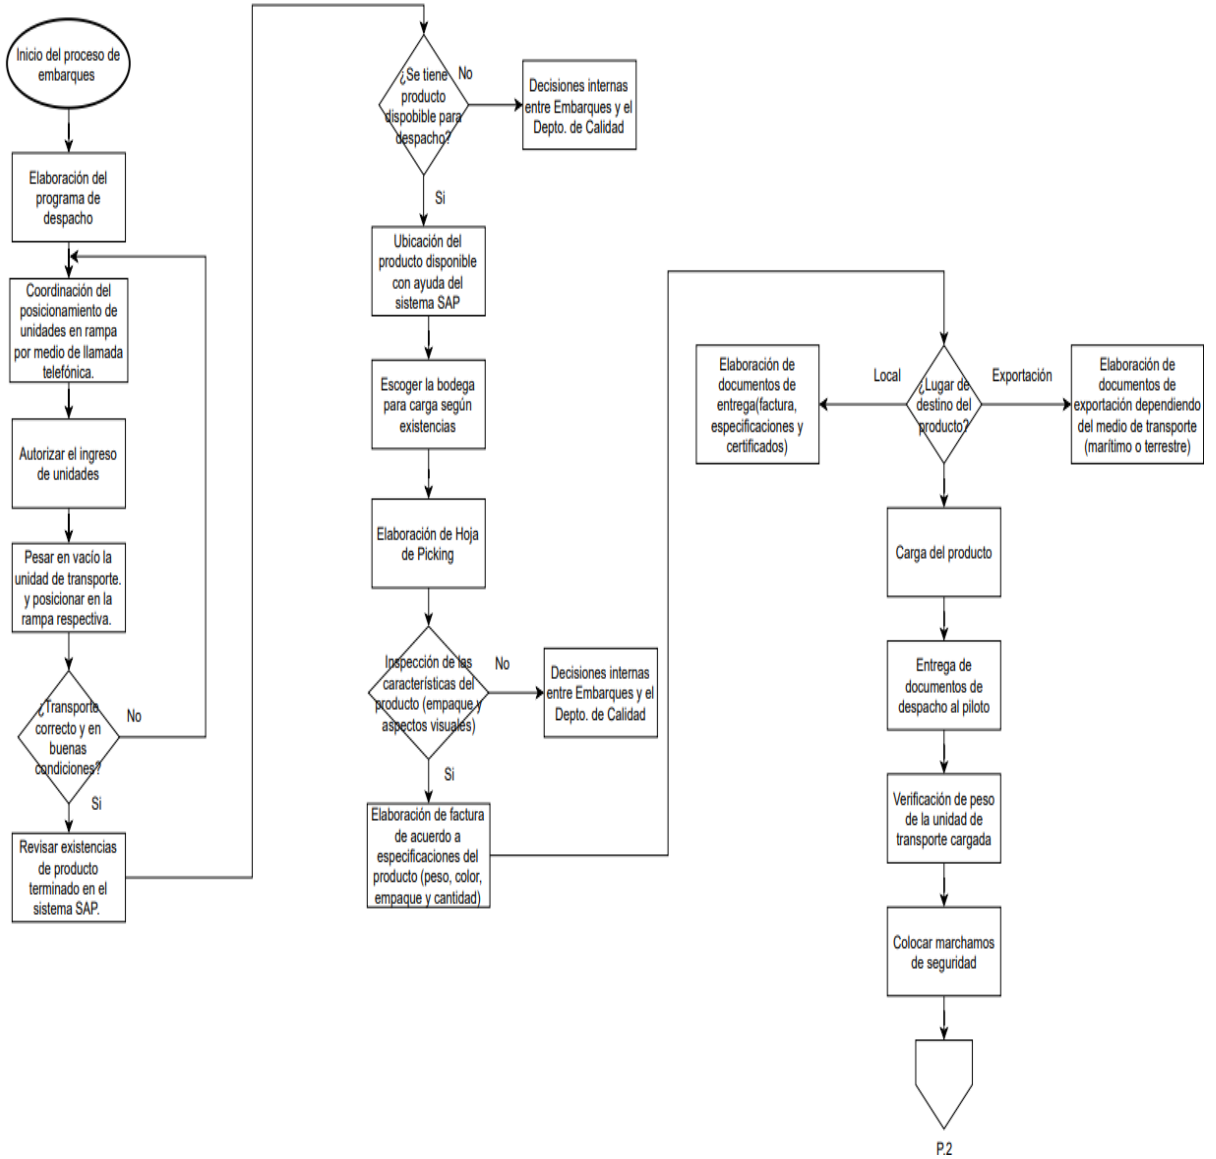 Inicio del proceso de
embarques
Elaboración del
programa de
despacho
Coordinación del
posicionamiento de
unidades en rampa
por medio de llamada
telefónica.
Autorizar el ingreso
de unidades
Pesar en vacío la
unidad de transporte.
y posicionar en la
rampa respectiva.
¿Transporte
correcto y en
buenas
condiciones?
No
Si
Revisar existencias
de producto
terminado en el
sistema SAP.
¿Se tiene
producto
dispobible para
despacho?
No
Decisiones internas
entre Embarques y el
Depto. de Calidad
Si
Ubicación del
producto disponible
con ayuda del
sistema SAP
Escoger la bodega
para carga según
existencias
Elaboración de Hoja
de Picking
Inspección de las
características del
producto (empaque y
aspectos visuales)
No
Decisiones internas
entre Embarques y el
Depto. de Calidad
Si
Elaboración de factura
de acuerdo a
especificaciones del
producto (peso, color,
empaque y cantidad)
¿Lugar de
destino del
producto?
Local
Elaboración de
documentos de
entrega(factura,
especificaciones y
certificados)
Exportación
Elaboración de
documentos de
exportación dependiendo
del medio de transporte
(marítimo o terrestre)
Carga del producto
Entrega de
documentos de
despacho al piloto
Verificación de peso
de la unidad de
transporte cargada
Colocar marchamos
de seguridad
P.2